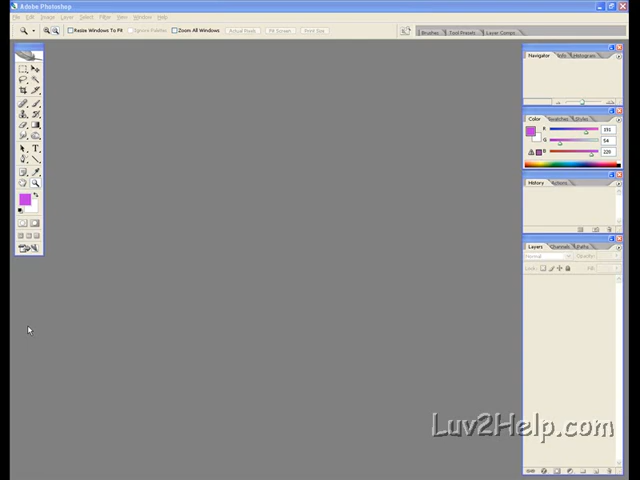 Adobe Photoshop
File Image Layer Select Filter View Window Help
Resize Windows To Fit Ignore Palettes Zoom All Windows Actual Pixels Fit Screen Print Size
Brushes Tool Presets Layer Comps
Navigator Info Histogram
Color Swatches Styles
R
G 54
B 228
History Actions
Layers Channels Paths
Normal Opacity:
Lock: Fill:
Luv2Help.com